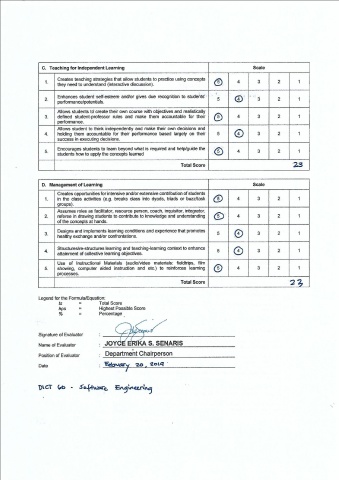 C. Teaching for Independent Learning Scale
1. Creates teaching strategies that allow students to practice using concepts
they need to understand (interactive discussion). 5 4 3 2 1
2. Enhances student self-esteem and/or gives due recognition to students'
performance/potentials. 5 4 3 2 1
3. Allows students to create their own course with objectives and realistically
defined student-professor rules and make them accountable for their
performance. 5 4 3 2 1
4. Allows student to think independently and make their own decisions and
holding them accountable for their performance based largely on their
success in executing decisions. 5 4 3 2 1
5. Encourages students to learn beyond what is required and help/guide the
students how to apply the concepts learned 5 4 3 2 1
Total Score 23
D. Management of Learning Scale
1. Creates opportunities for intensive and/or extensive contribution of students
in the class activities (e.g. breaks class into dyads, triads or buzz/task
groups). 5 4 3 2 1
2. Assumes roles as facilitator, resource person, coach, inquisitor, integrator,
referee in drawing students to contribute to knowledge and understanding
of the concepts at hands. 5 4 3 2 1
3. Designs and implements learning conditions and experience that promotes
healthy exchange and/or confrontations. 5 4 3 2 1
4. Structures/re-structures learning and teaching-learning context to enhance
attainment of collective learning objectives. 5 4 3 2 1
5. Use of Instructional Materials (audio/video materials: fieldtrips, film
showing, computer aided instruction and etc.) to reinforces learning
processes. 5 4 3 2 1
Total Score 23
Legend for the Formula/Equation:
ts = Total Score
hps = Highest Possible Score
% = Percentage
Signature of Evaluator :
Name of Evaluator : JOYCE ERIKA S. SENARIS
Position of Evaluator : Department Chairperson
Date : February 20, 2019
DICT 60 - Software Engineering